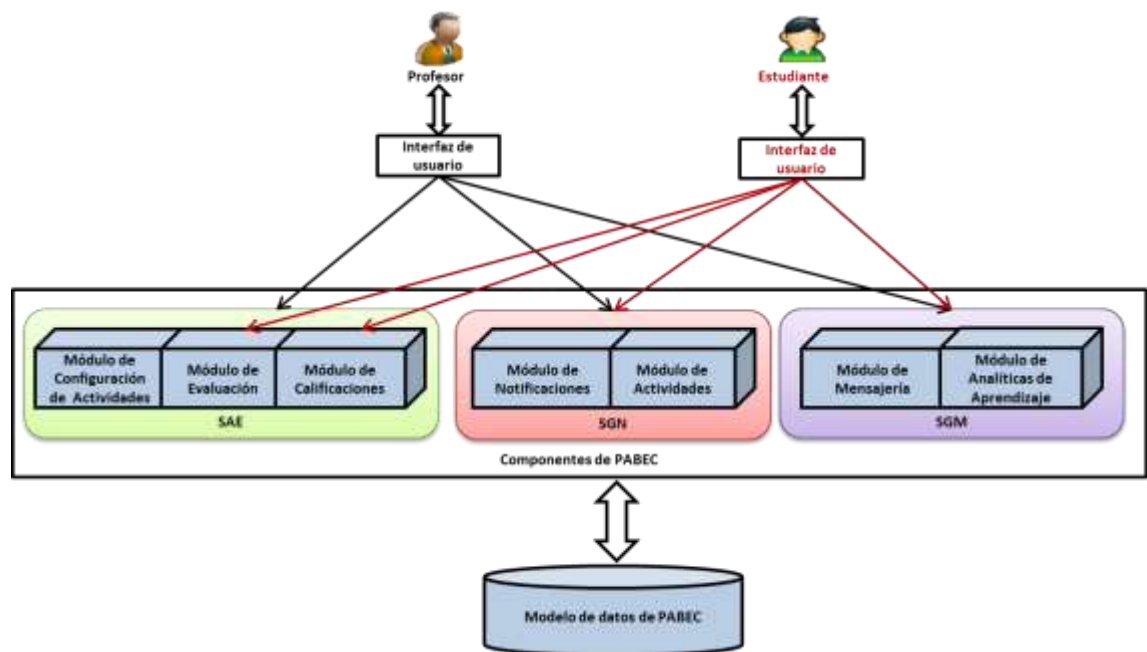 Profesor
Estudiante
Interfaz de
usuario
Interfaz de
usuario
Módulo de
Configuración
de Actividades
Módulo de
Evaluación
Módulo de
Calificaciones
SAE
Módulo de
Notificaciones
Módulo de
Actividades
SGN
Módulo de
Mensajería
Módulo de
Analíticas de
Aprendizaje
SGM
Componentes de PABEC
Modelo de datos de PABEC